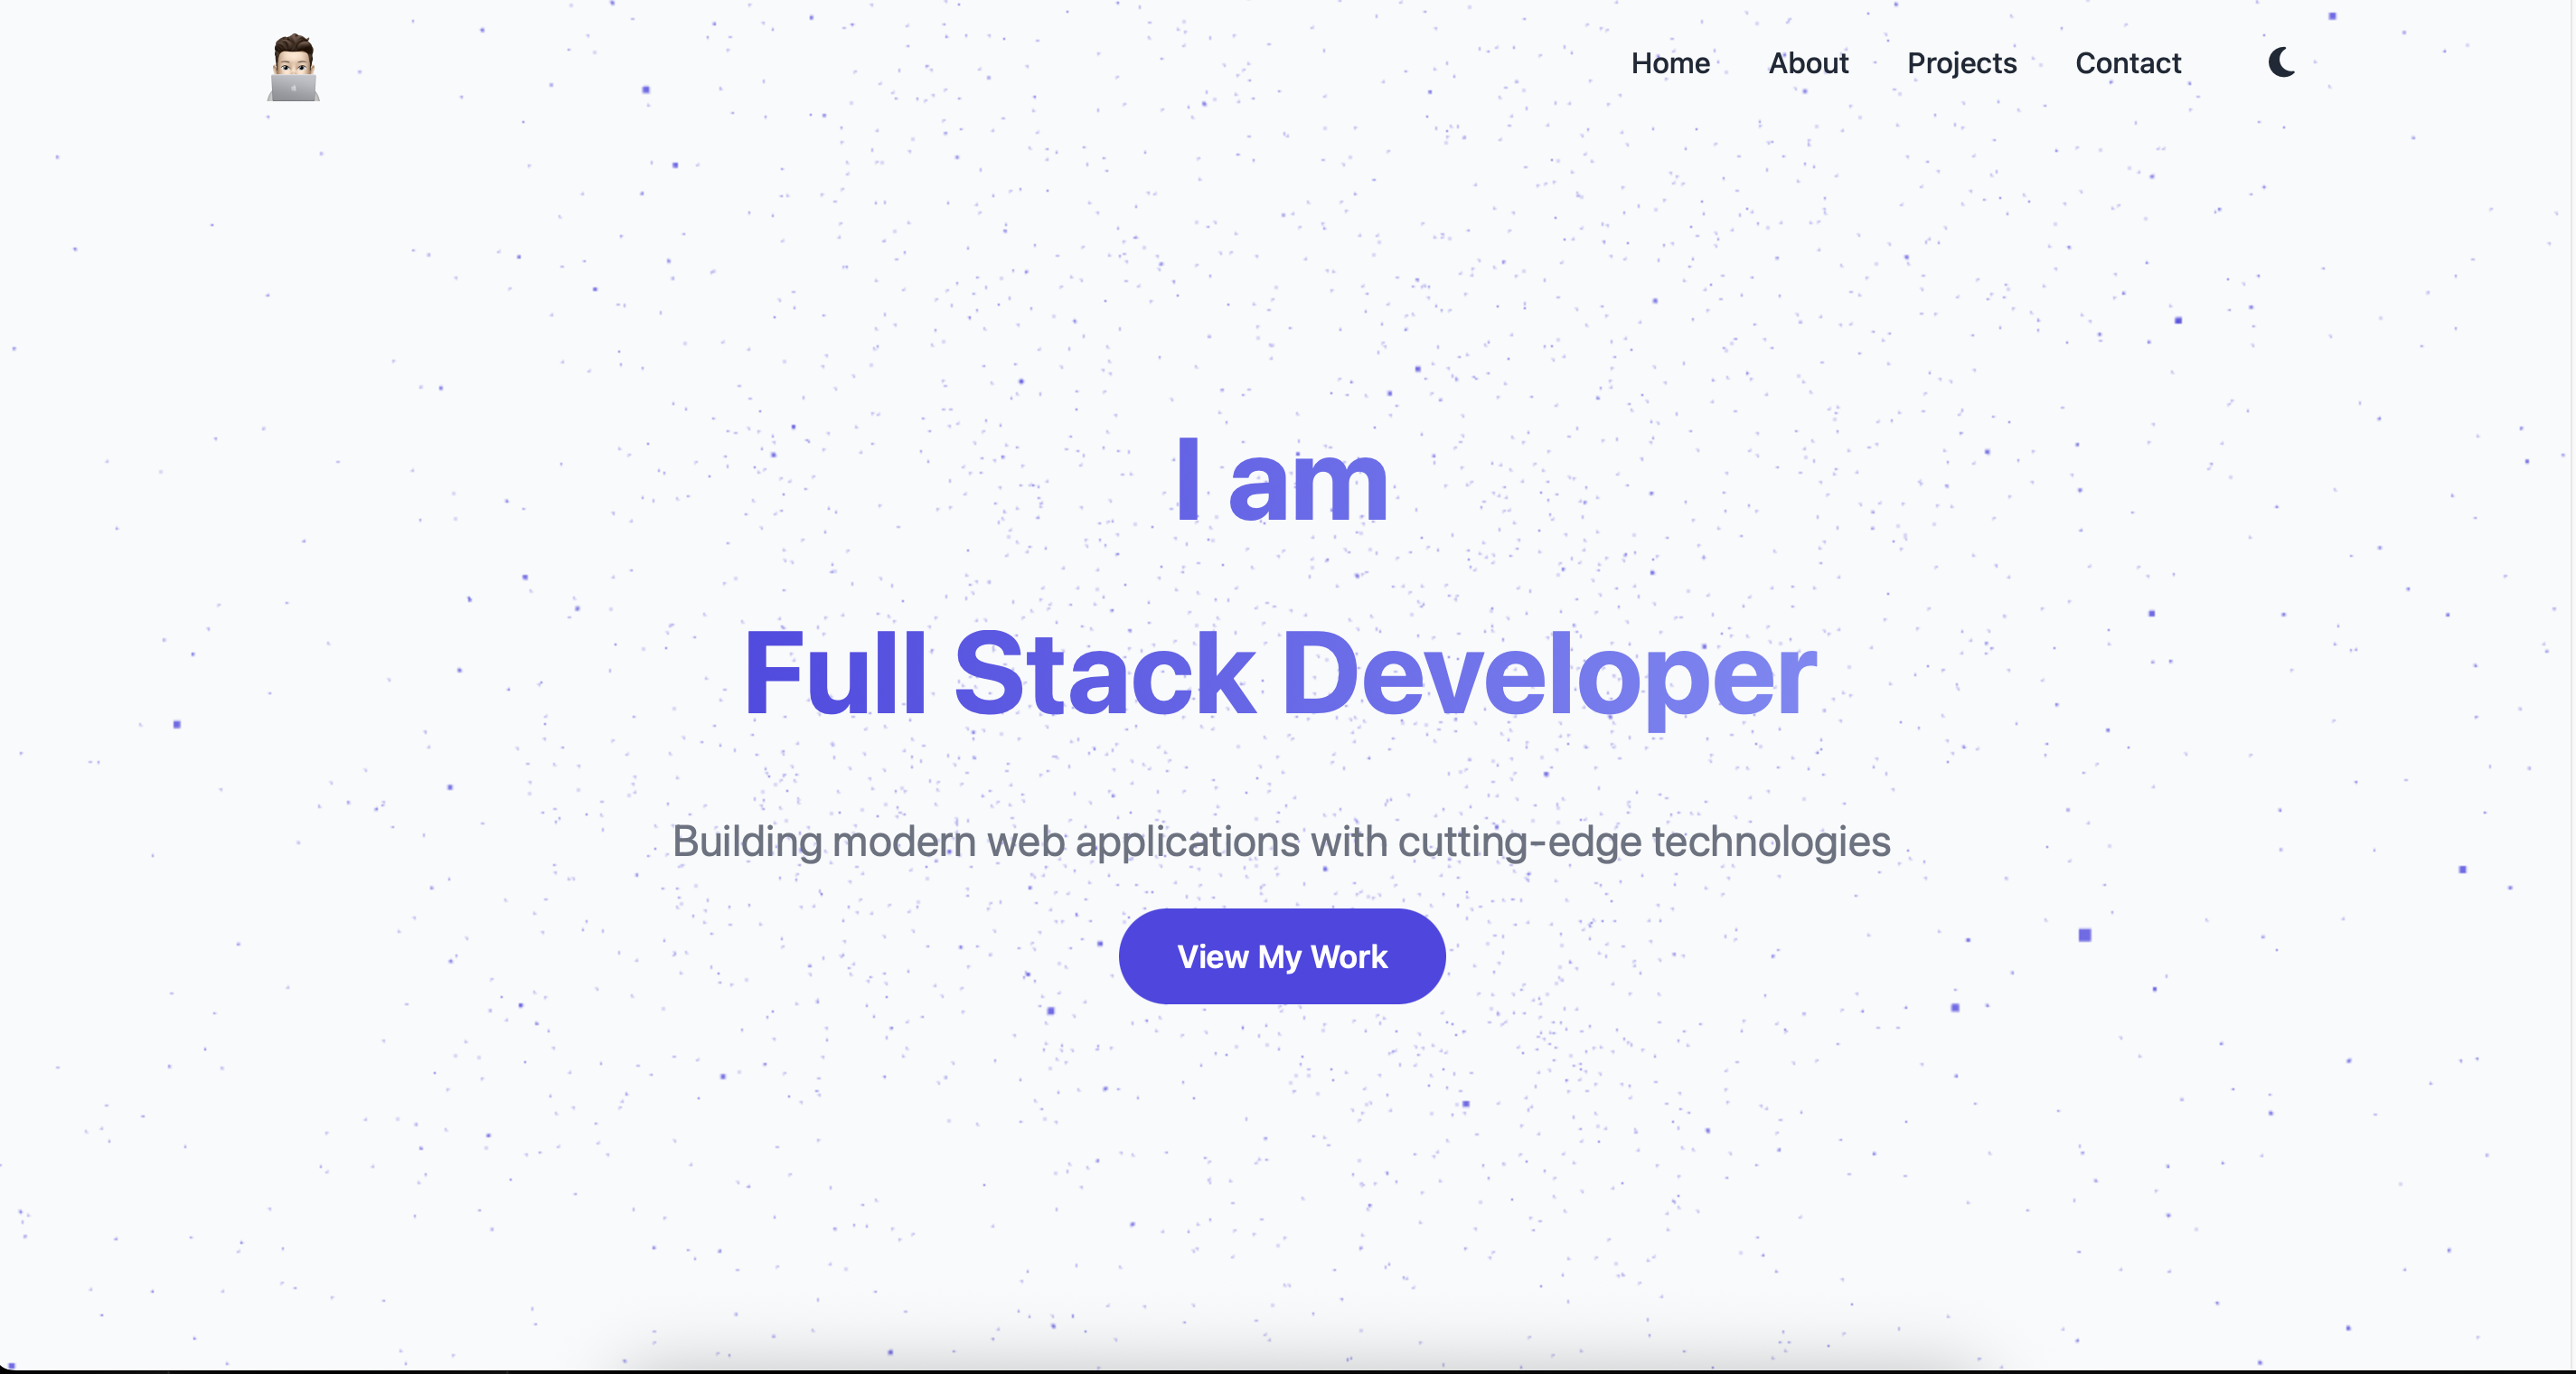 Home About Projects Contact
I am
Full Stack Developer
Building modern web applications with cutting-edge technologies
View My Work